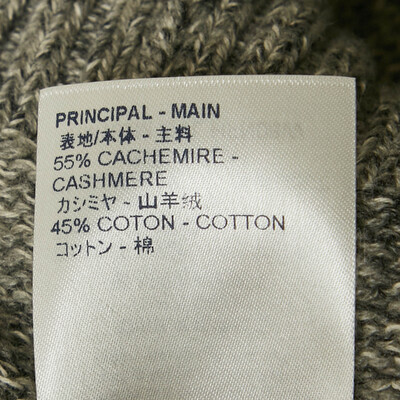 PRINCIPAL - MAIN
表地/本体 - 主料
55% CACHEMIRE -
CASHMERE
カシミヤ - 山羊绒
45% COTON - COTTON
コットン - 棉